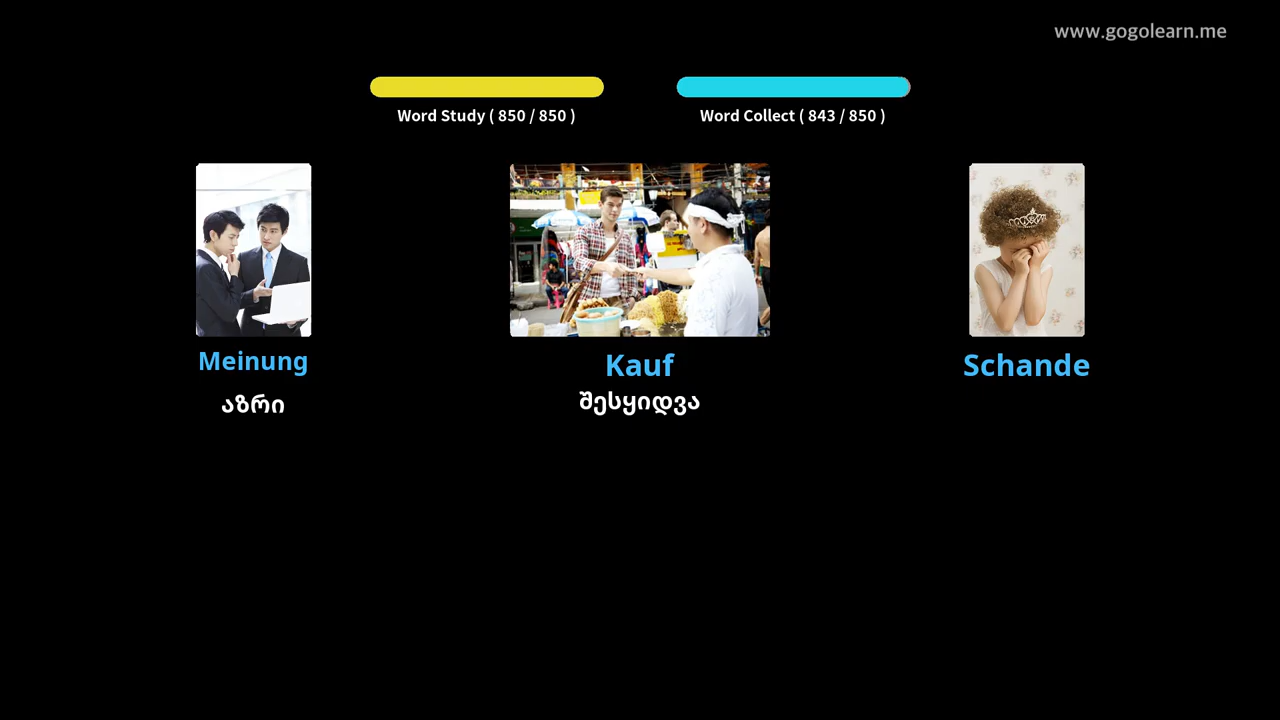 www.gogolearn.me
Word Study ( 850 / 850 )
Word Collect ( 843 / 850 )
Meinung
Kauf
Schande
აზრი
შესყიდვა